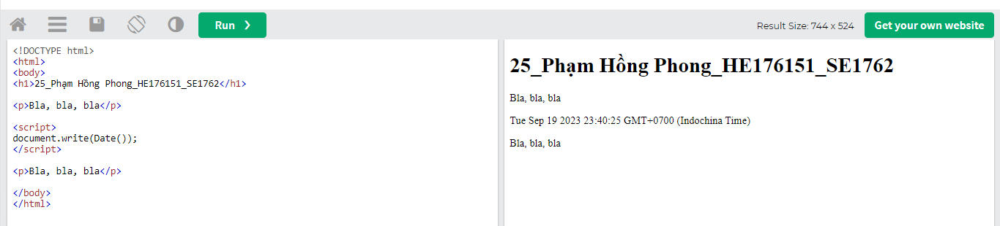 Run ❯
Result Size: 744 x 524
Get your own website
<!DOCTYPE html>
<html>
<body>
<h1>25_Phạm Hồng Phong_HE176151_SE1762</h1>
<p>Bla, bla, bla</p>
<script>
document.write(Date());
</script>
<p>Bla, bla, bla</p>
</body>
</html>
25_Phạm Hồng Phong_HE176151_SE1762
Bla, bla, bla
Tue Sep 19 2023 23:40:25 GMT+0700 (Indochina Time)
Bla, bla, bla